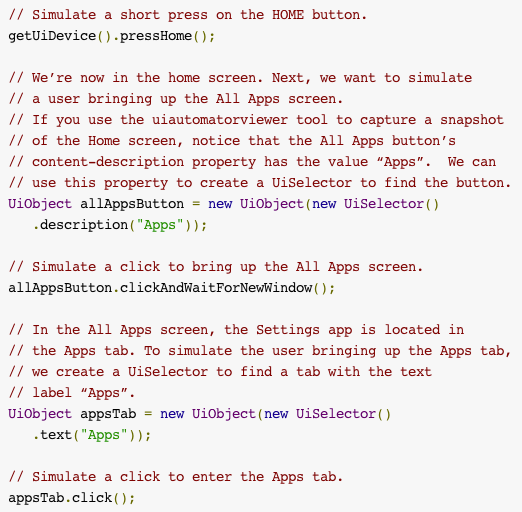 // Simulate a short press on the HOME button.
getUiDevice().pressHome();
// We’re now in the home screen. Next, we want to simulate
// a user bringing up the All Apps screen.
// If you use the uiautomatorviewer tool to capture a snapshot
// of the Home screen, notice that the All Apps button’s
// content-description property has the value “Apps”.  We can
// use this property to create a UiSelector to find the button.
UiObject allAppsButton = new UiObject(new UiSelector()
   .description("Apps"));
// Simulate a click to bring up the All Apps screen.
allAppsButton.clickAndWaitForNewWindow();
// In the All Apps screen, the Settings app is located in
// the Apps tab. To simulate the user bringing up the Apps tab,
// we create a UiSelector to find a tab with the text
// label “Apps”.
UiObject appsTab = new UiObject(new UiSelector()
   .text("Apps"));
// Simulate a click to enter the Apps tab.
appsTab.click();